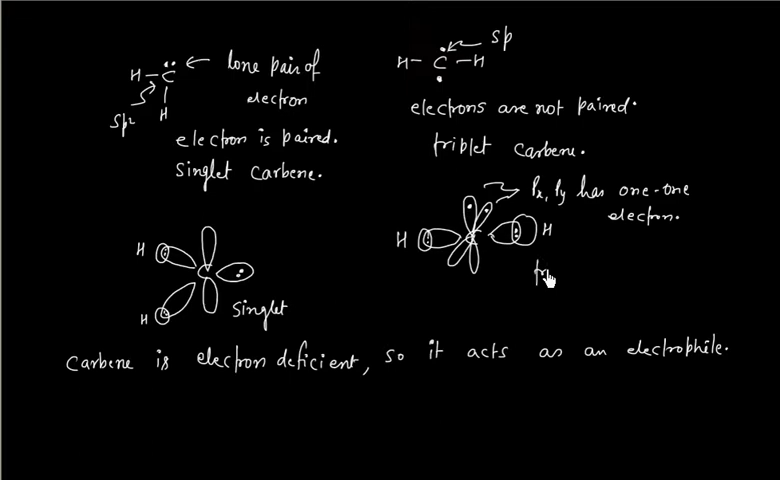 H – C̈ ← lone pair of
electron
sp²
H
electron is paired.
Singlet Carbene.
sp
H – C – H
electrons are not paired.
triplet carbene.
Px, Py has one-one
electron.
H C H
tr
H C
H
Singlet
Carbene is electron deficient, so it acts as an electrophile.